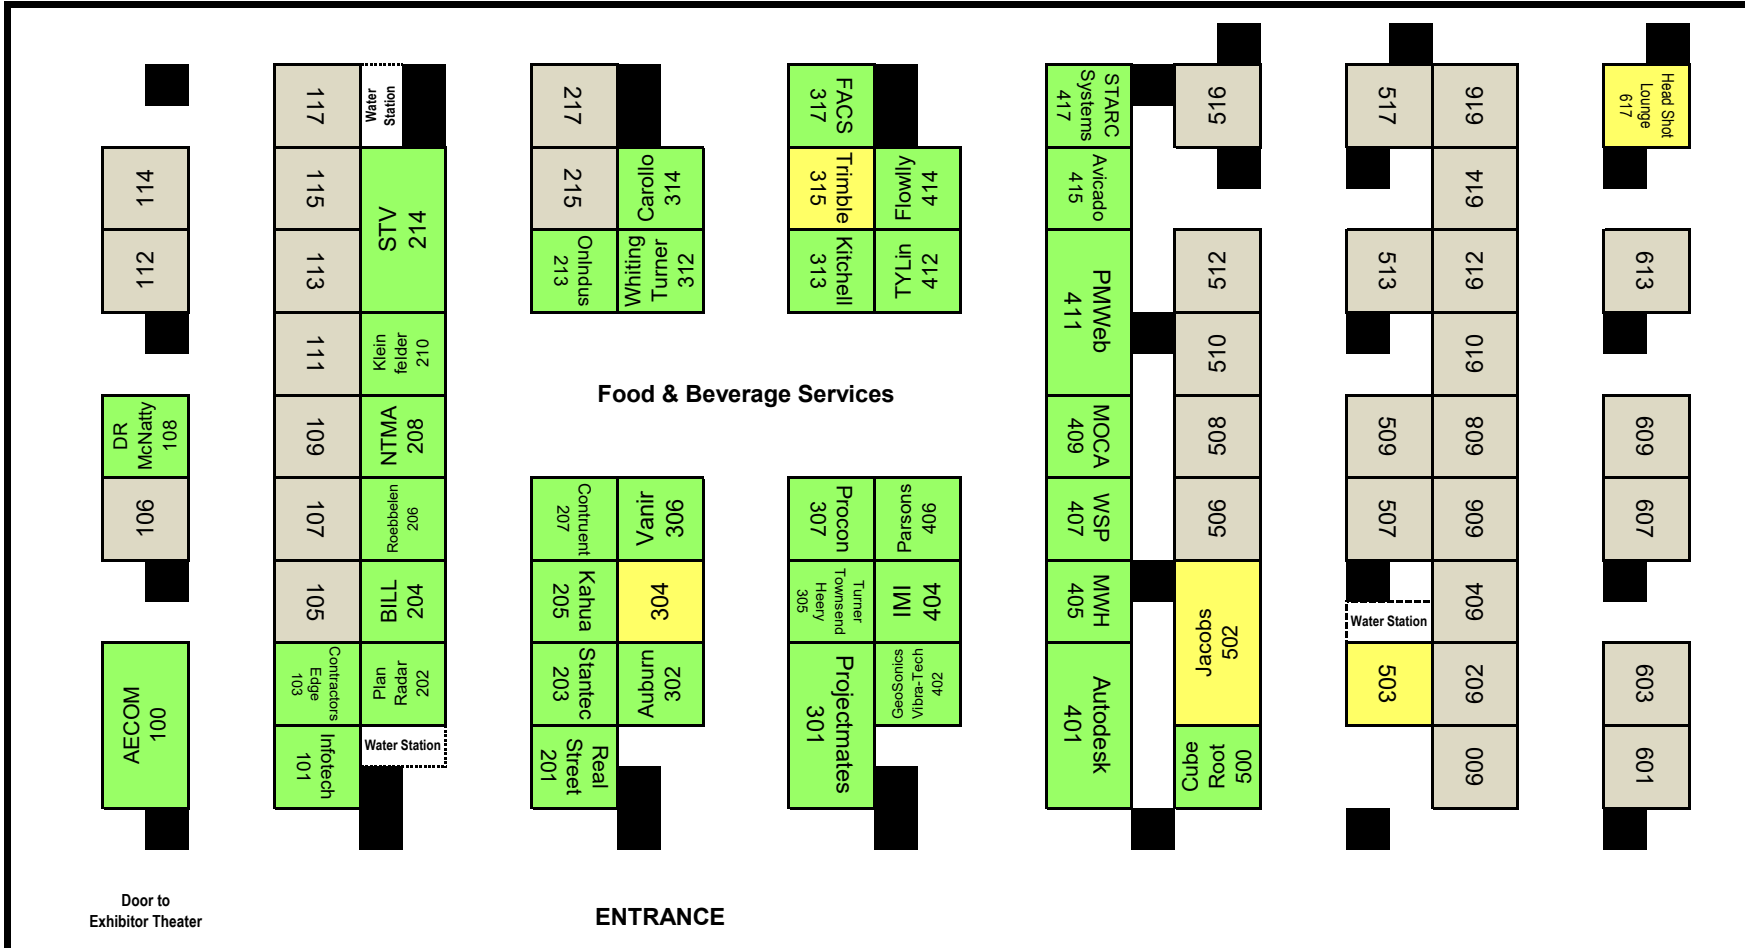 114
112
DR
McNatty
108
106
AECOM
100
Door to
Exhibitor Theater
117
115
113
111
109
107
105
Contractors
Edge
103
Infotech
101
Water
Station
STV
214
Klein
felder
210
NTMA
208
Roebbelen
206
BILL
204
Plan
Radar
202
Water Station
217
215
OnIndus
213
Carollo
314
Whiting
Turner
312
Food & Beverage Services
Contruent
207
Kahua
205
Stantec
203
Real
Street
201
Vanir
306
304
Auburn
302
ENTRANCE
FACS
317
Trimble
315
Kitchell
313
Flowlly
414
TYLin
412
Procon
307
Turner
Townsend
Heery
305
Projectmates
301
Parsons
406
IMI
404
GeoSonics
Vibra-Tech
402
STARC
Systems
417
Avicado
415
PMWeb
411
MOCA
409
WSP
407
MWH
405
Autodesk
401
516
512
510
508
506
Jacobs
502
Cube
Root
500
517
513
509
507
Water Station
503
616
614
612
610
608
606
604
602
600
Head Shot
Lounge
617
613
609
607
603
601